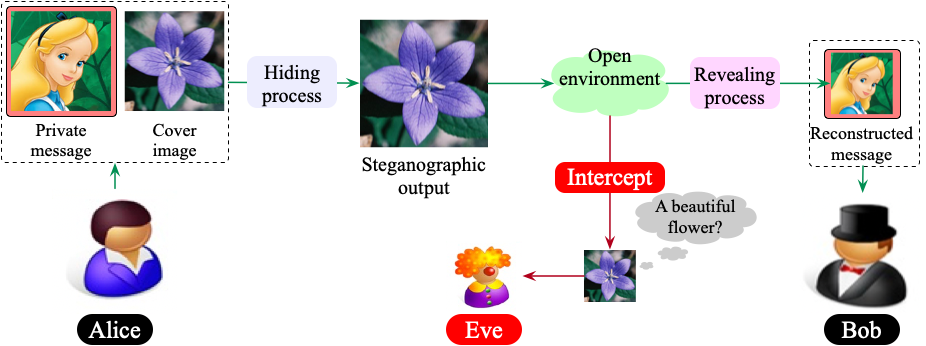 Private
message
Cover
image
Hiding
process
Steganographic
output
Open
environment
Revealing
process
Reconstructed
message
Intercept
A beautiful
flower?
Alice
Eve
Bob